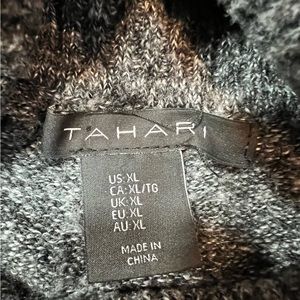 TAHARI
US:XL
CA:XL/TG
UK:XL
EU:XL
AU:XL
MADE IN
CHINA